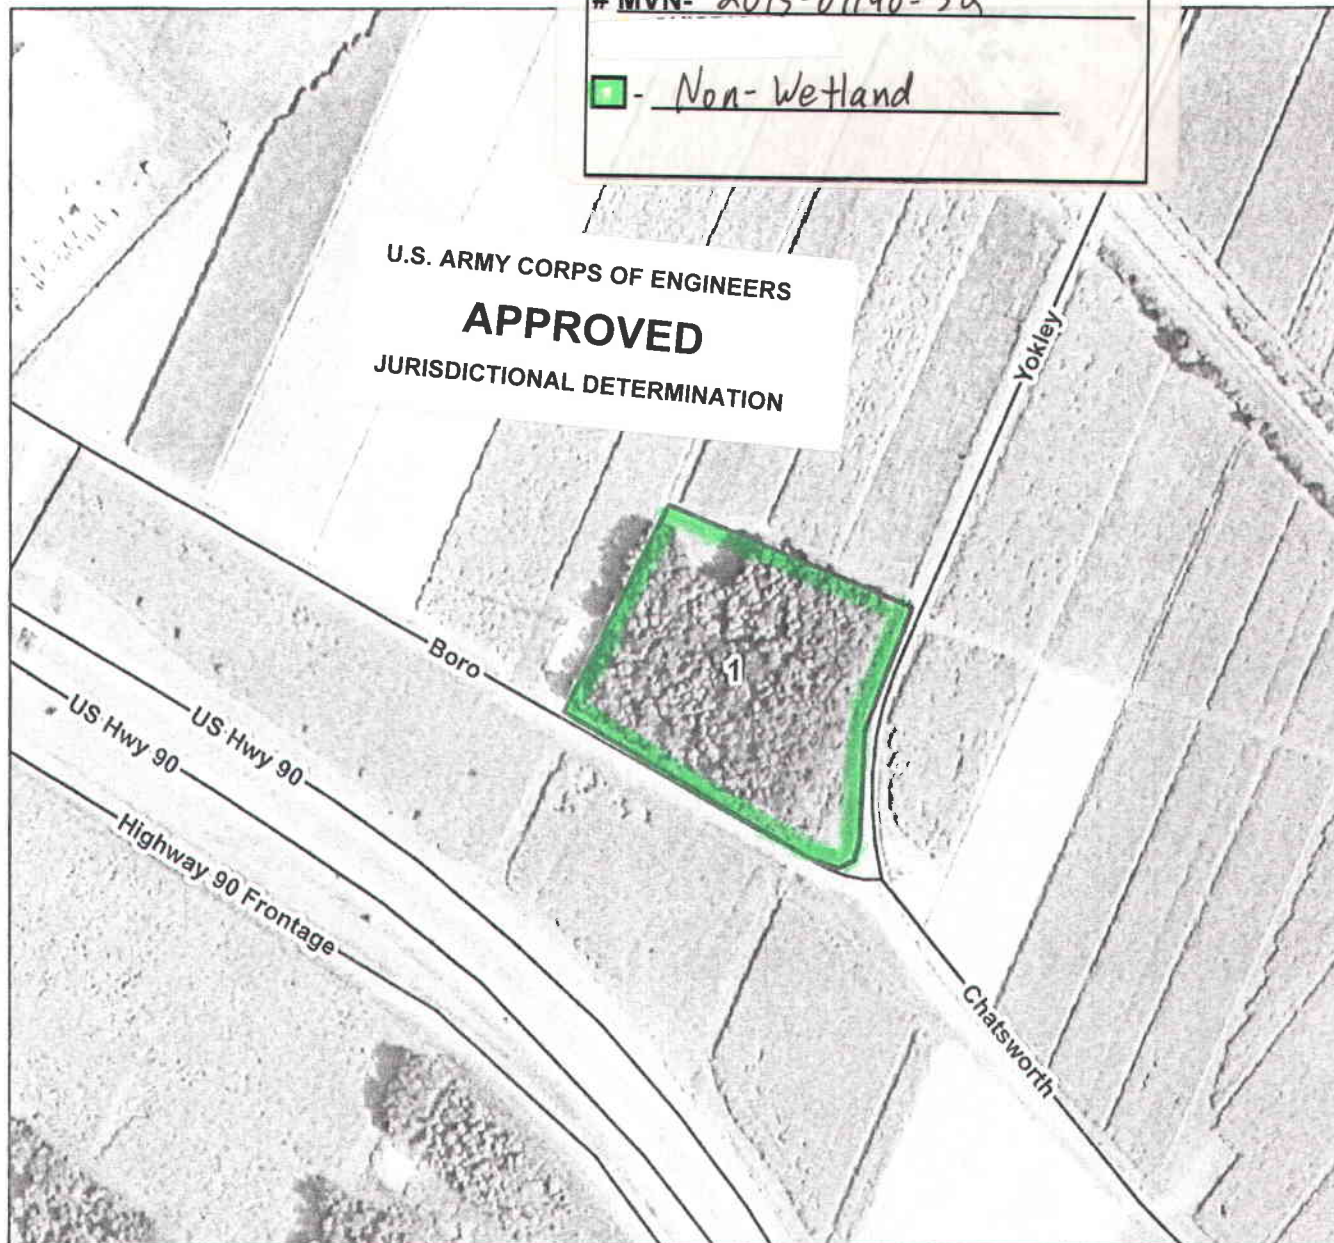 # MVN-
- Non-Wetland
U.S. ARMY CORPS OF ENGINEERS
APPROVED
JURISDICTIONAL DETERMINATION
Yokley
Boro
1
US Hwy 90
US Hwy 90
Highway 90 Frontage
Chatsworth